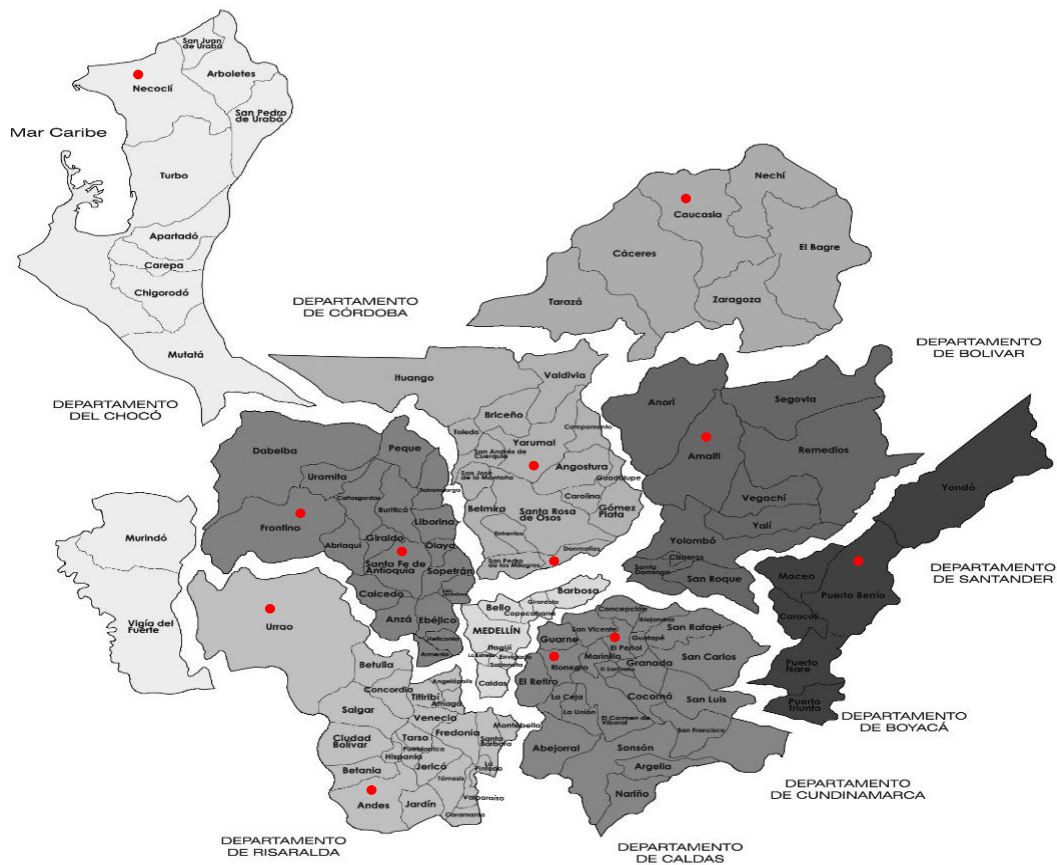 San Juan
de Urabá
Arboletes
Necoclí
San Pedro
de Urabá
Mar Caribe
Turbo
Apartadó
Carepa
Chigorodó
Mutatá
Nechí
Caucasia
El Bagre
Cáceres
Zaragoza
Tarazá
DEPARTAMENTO
DE CÓRDOBA
DEPARTAMENTO
DE BOLIVAR
DEPARTAMENTO
DEL CHOCÓ
Ituango
Valdivia
Briceño
Campamento
Toledo
Yarumal
San Andrés de
Cuerquia
Angostura
San José
de la Montaña
Guadalupe
Carolina
Belmira
Santa Rosa
de Osos
Gómez
Plata
Entrerríos
Donmatías
San Pedro
de los Milagros
Anorí
Segovia
Amalfi
Remedios
Vegachí
Yalí
Yolombó
Cisneros
Santo
Domingo
San Roque
Yondó
Maceo
Puerto Berrío
Caracolí
Puerto
Nare
Puerto
Triunfo
DEPARTAMENTO
DE SANTANDER
DEPARTAMENTO
DE BOYACÁ
Dabeiba
Peque
Uramita
Cañasgordas
Sabanalarga
Buriticá
Frontino
Liborina
Abriaquí
Giraldo
Olaya
Santa Fe de
Antioquia
Sopetrán
Caicedo
Anzá
Ebéjico
Heliconia
Armenia
Murindó
Vigía del
Fuerte
Urrao
Betulia
Concordia
Angelópolis
Titiribí
Amagá
Salgar
Venecia
Ciudad
Bolívar
Tarso
Fredonia
Santa
Bárbara
Montebello
Pueblorrico
Hispania
Betania
Jericó
La
Pintada
Támesis
Andes
Jardín
Valparaíso
Caramanta
Barbosa
Girardota
Bello
Copacabana
MEDELLÍN
Itagüí
La Estrella
Envigado
Sabaneta
Caldas
Concepción
Alejandría
San Vicente
San Rafael
Guarne
Guatapé
El Peñol
Marinilla
Rionegro
Granada
San Carlos
El Santuario
El Retiro
La Ceja
Cocorná
San Luis
La Unión
El Carmen de
Viboral
San Francisco
Abejorral
Sonsón
Argelia
Nariño
DEPARTAMENTO
DE CUNDINAMARCA
DEPARTAMENTO
DE RISARALDA
DEPARTAMENTO
DE CALDAS